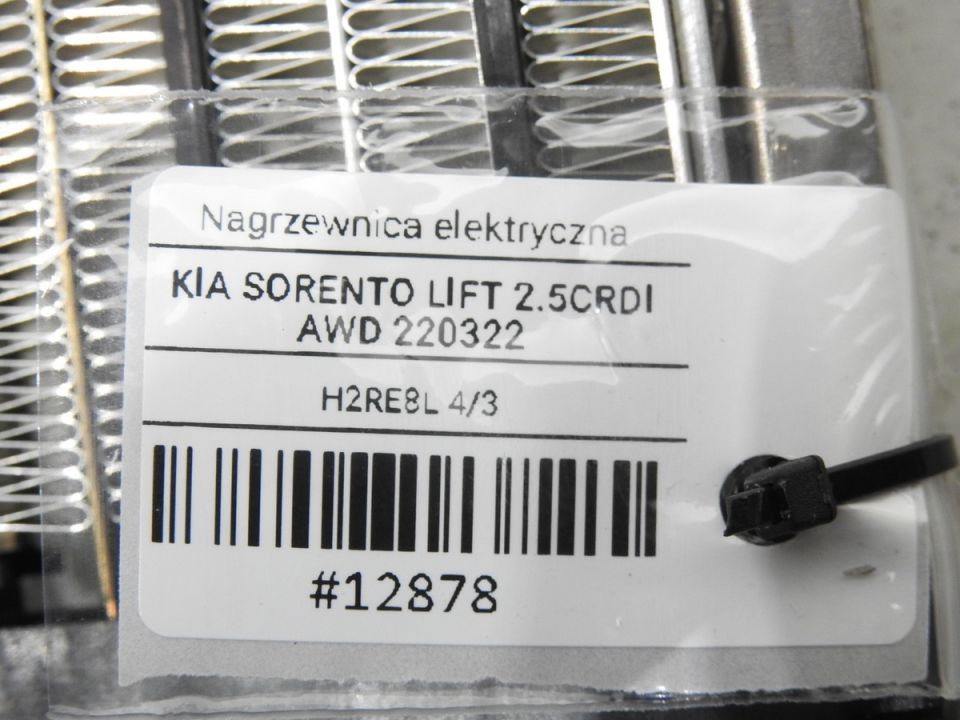 Nagrzewnica elektryczna
KIA SORENTO LIFT 2.5CRDI
AWD 220322
H2RE8L 4/3
#12878